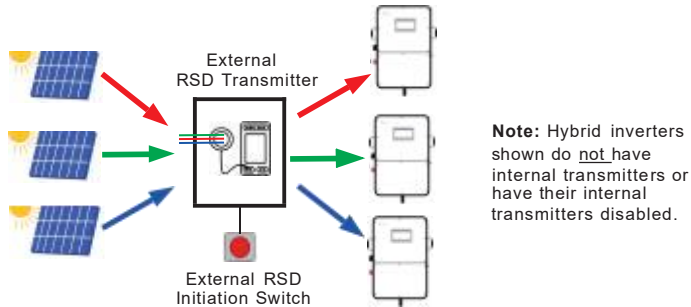 External
RSD Transmitter
Note: Hybrid inverters
shown do not have
internal transmitters or
have their internal
transmitters disabled.
External RSD
Initiation Switch